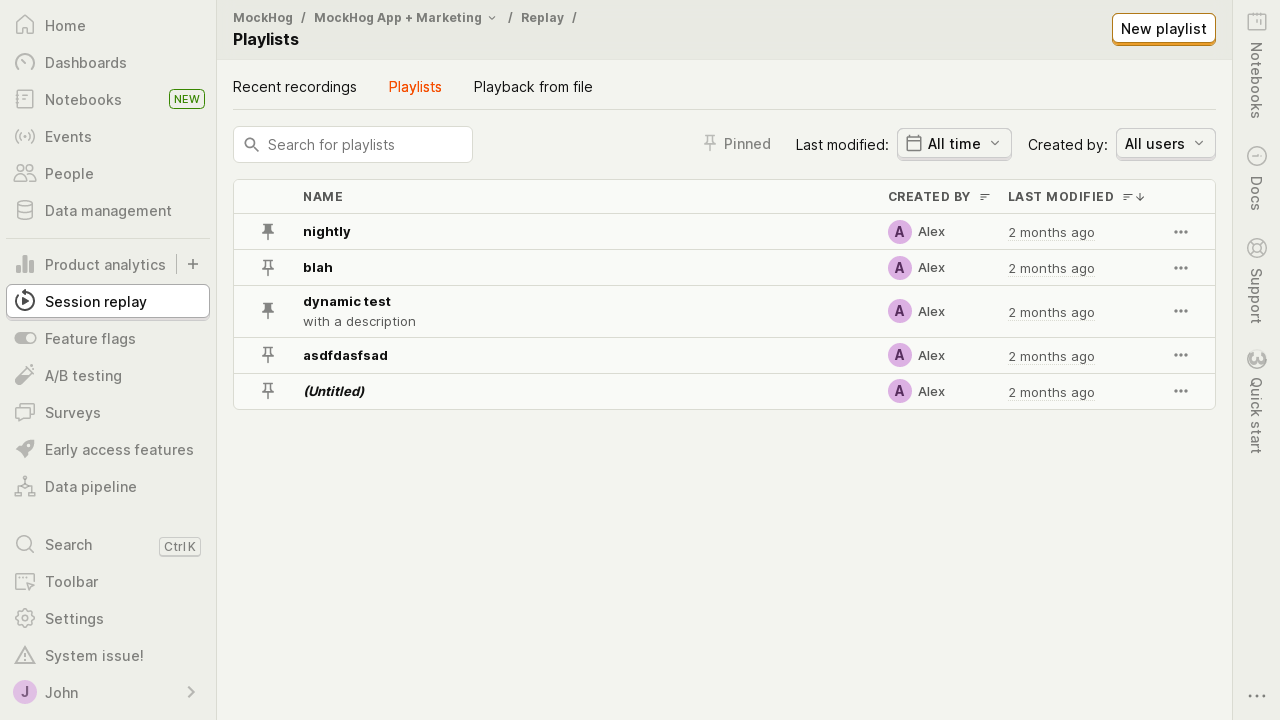 Home
Dashboards
Notebooks
NEW
Events
People
Data management
Product analytics
Session replay
Feature flags
A/B testing
Surveys
Early access features
Data pipeline
Search
Ctrl K
Toolbar
Settings
System issue!
J John
MockHog / MockHog App + Marketing / Replay /
Playlists
New playlist
Recent recordings Playlists Playback from file
Search for playlists
Pinned Last modified: All time Created by: All users
NAME CREATED BY LAST MODIFIED
nightly A Alex 2 months ago
blah A Alex 2 months ago
dynamic test
with a description A Alex 2 months ago
asdfdasfsad A Alex 2 months ago
(Untitled) A Alex 2 months ago
Notebooks
Docs
Support
Quick start